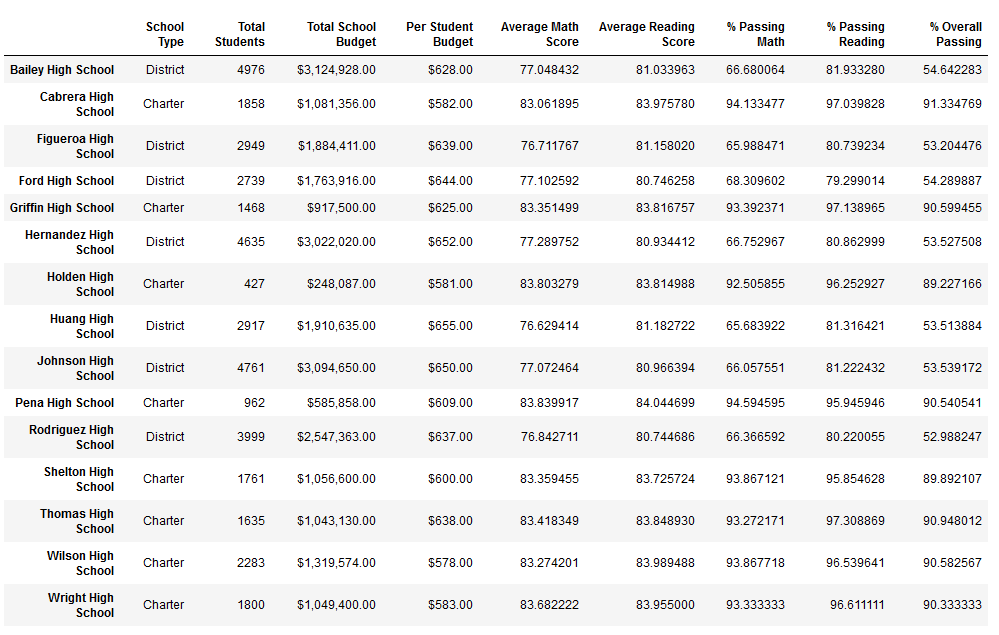 School Type Total Students Total School Budget Per Student Budget Average Math Score Average Reading Score % Passing Math % Passing Reading % Overall Passing
Bailey High School District 4976 $3,124,928.00 $628.00 77.048432 81.033963 66.680064 81.933280 54.642283
Cabrera High School Charter 1858 $1,081,356.00 $582.00 83.061895 83.975780 94.133477 97.039828 91.334769
Figueroa High School District 2949 $1,884,411.00 $639.00 76.711767 81.158020 65.988471 80.739234 53.204476
Ford High School District 2739 $1,763,916.00 $644.00 77.102592 80.746258 68.309602 79.299014 54.289887
Griffin High School Charter 1468 $917,500.00 $625.00 83.351499 83.816757 93.392371 97.138965 90.599455
Hernandez High School District 4635 $3,022,020.00 $652.00 77.289752 80.934412 66.752967 80.862999 53.527508
Holden High School Charter 427 $248,087.00 $581.00 83.803279 83.814988 92.505855 96.252927 89.227166
Huang High School District 2917 $1,910,635.00 $655.00 76.629414 81.182722 65.683922 81.316421 53.513884
Johnson High School District 4761 $3,094,650.00 $650.00 77.072464 80.966394 66.057551 81.222432 53.539172
Pena High School Charter 962 $585,858.00 $609.00 83.839917 84.044699 94.594595 95.945946 90.540541
Rodriguez High School District 3999 $2,547,363.00 $637.00 76.842711 80.744686 66.366592 80.220055 52.988247
Shelton High School Charter 1761 $1,056,600.00 $600.00 83.359455 83.725724 93.867121 95.854628 89.892107
Thomas High School Charter 1635 $1,043,130.00 $638.00 83.418349 83.848930 93.272171 97.308869 90.948012
Wilson High School Charter 2283 $1,319,574.00 $578.00 83.274201 83.989488 93.867718 96.539641 90.582567
Wright High School Charter 1800 $1,049,400.00 $583.00 83.682222 83.955000 93.333333 96.611111 90.333333